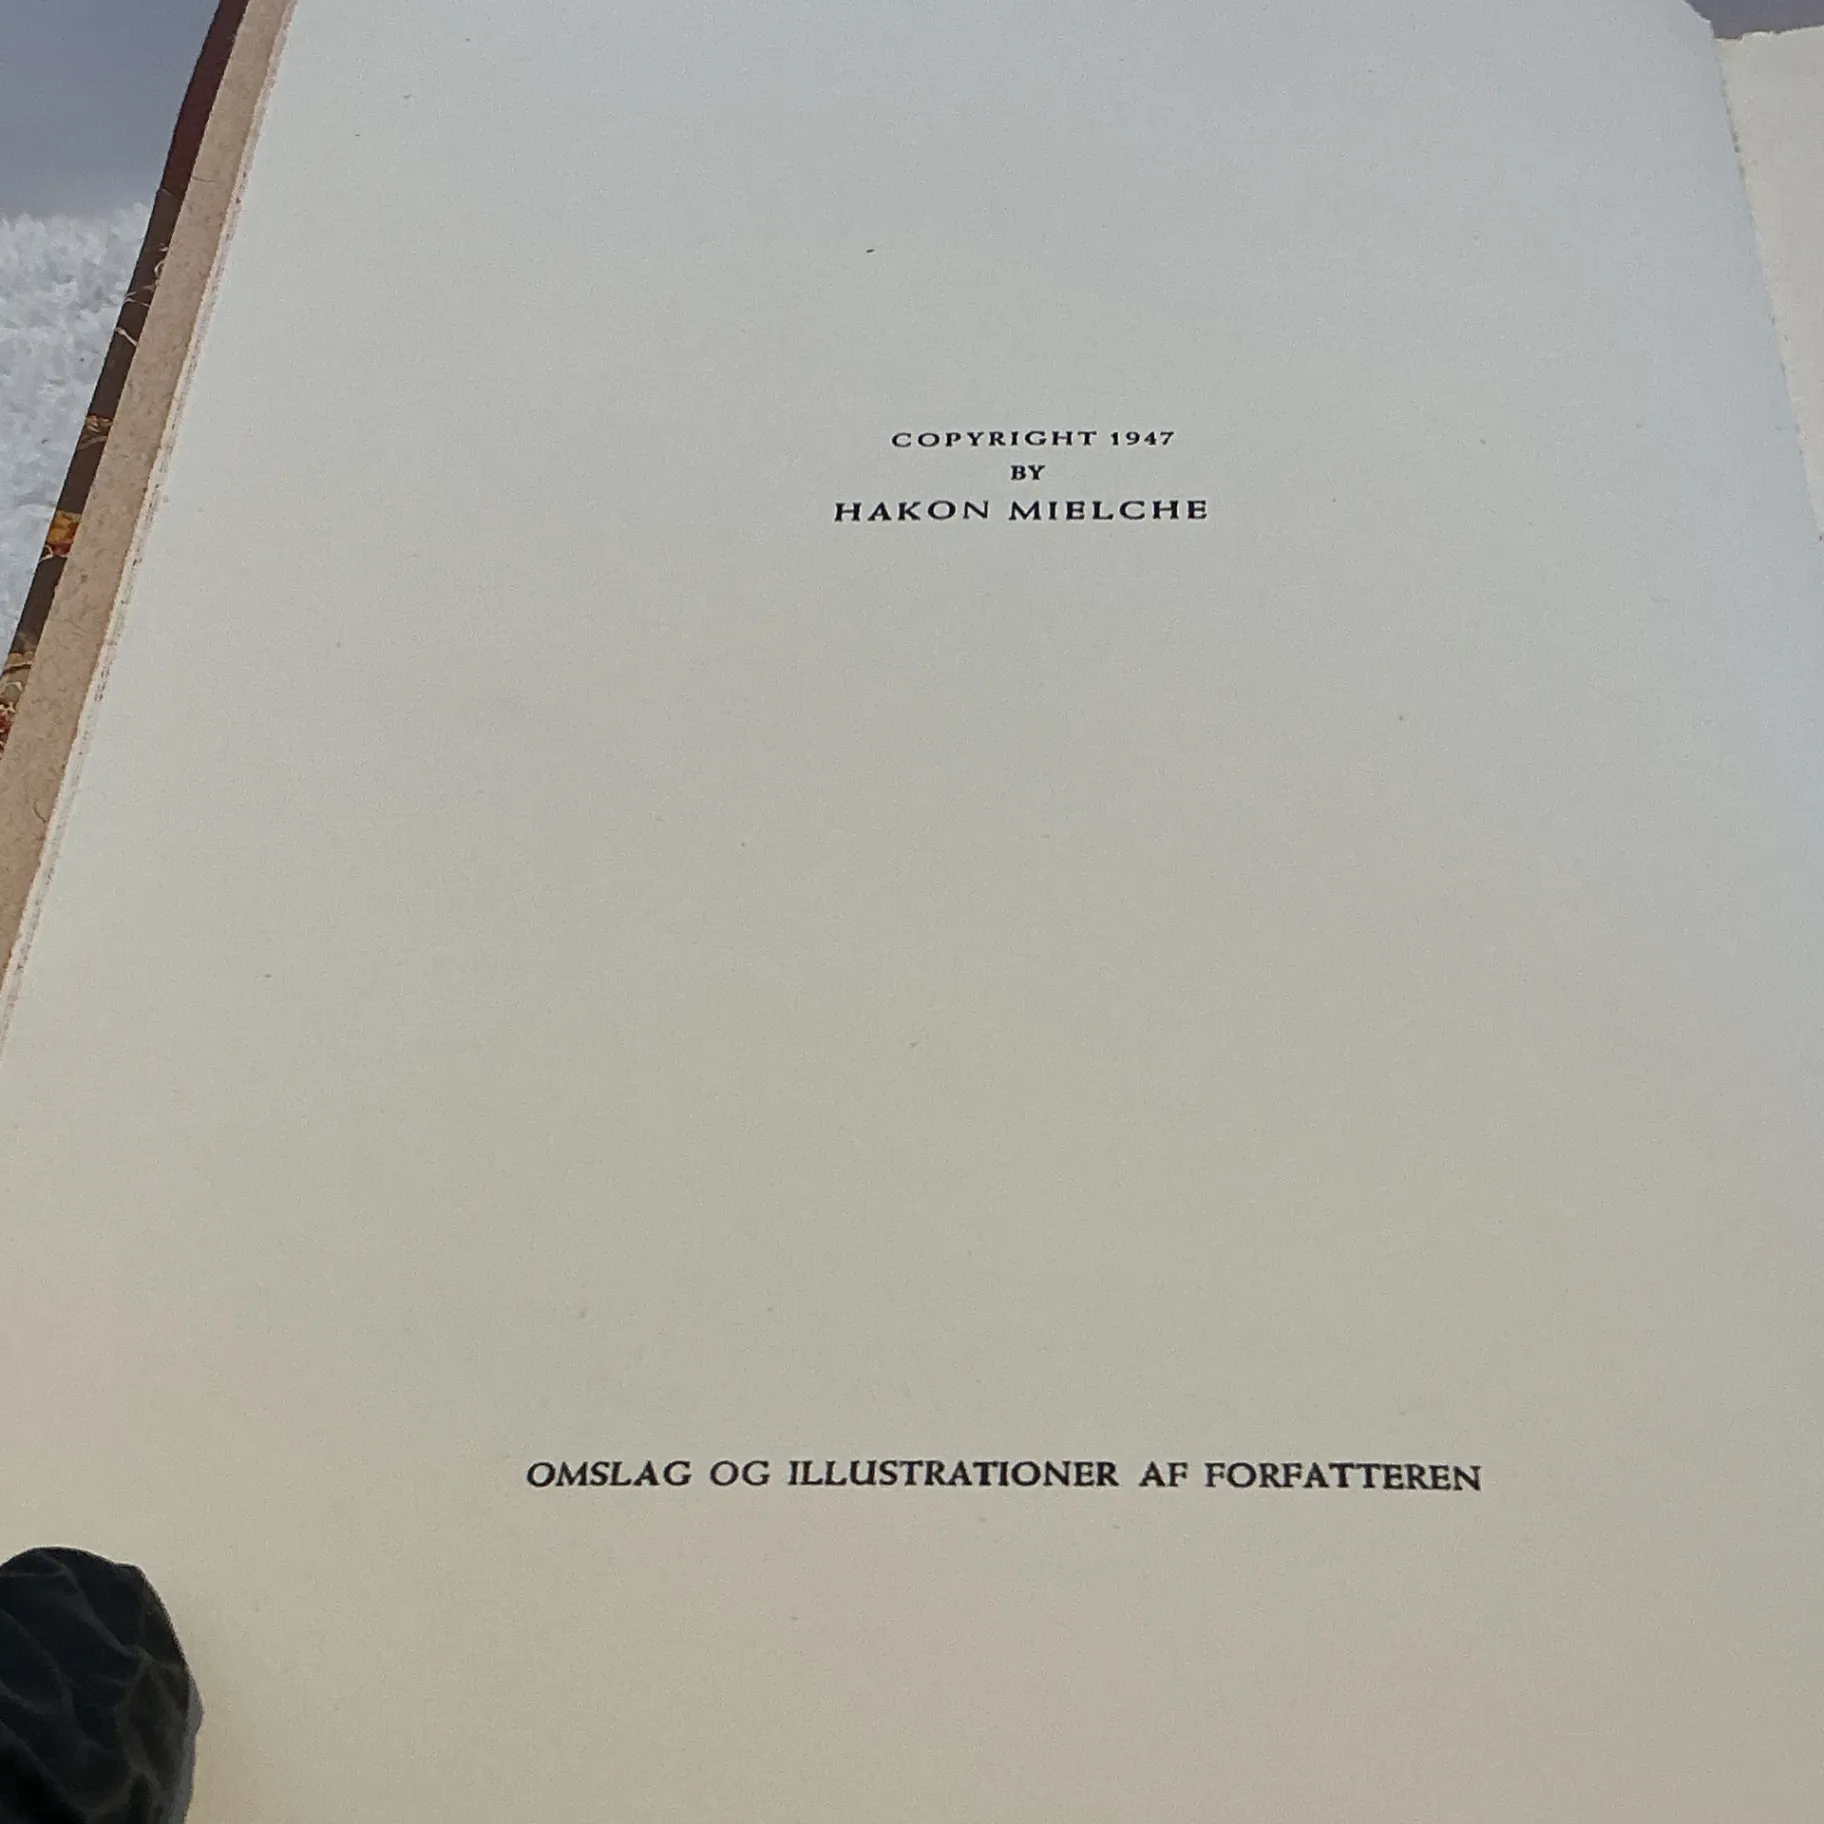 COPYRIGHT 1947
BY
HAKON MIELCHE
OMSLAG OG ILLUSTRATIONER AF FORFATTEREN